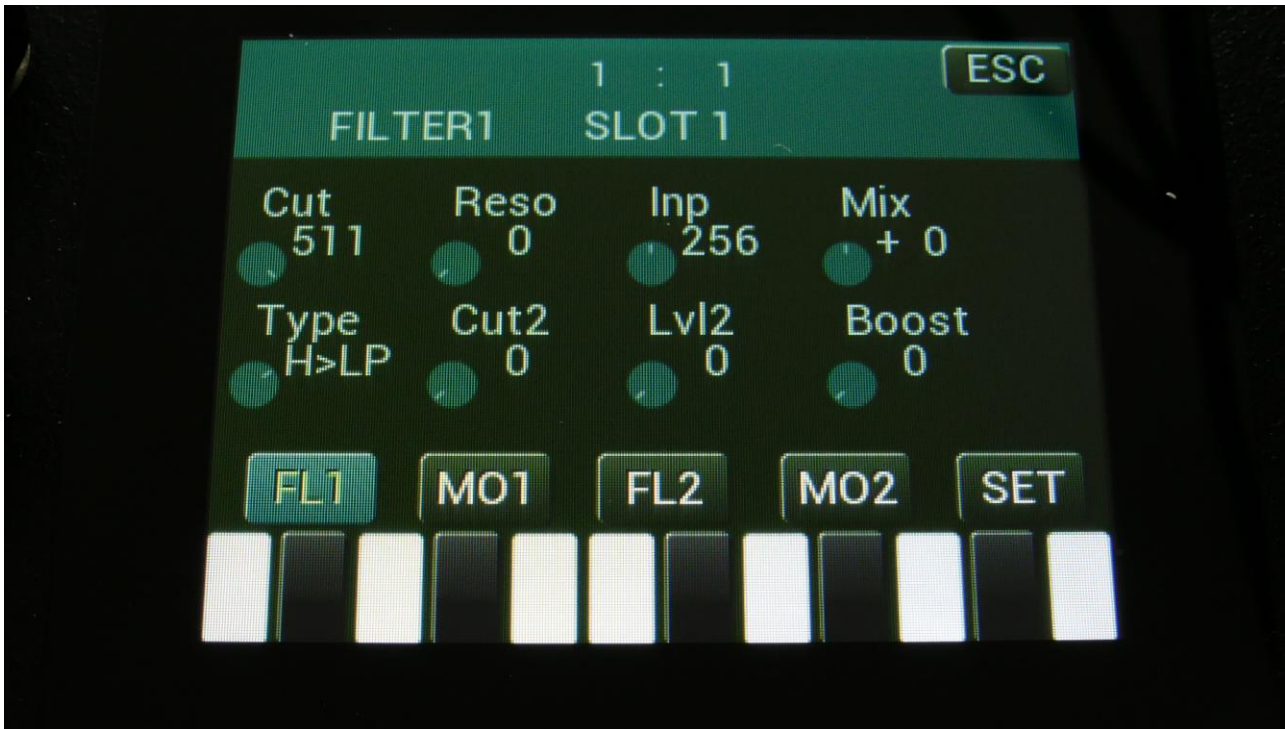 1 : 1 ESC
FILTER1 SLOT 1
Cut Reso Inp Mix
511 0 256 + 0
Type Cut2 Lvl2 Boost
H>LP 0 0 0
FL1 MO1 FL2 MO2 SET